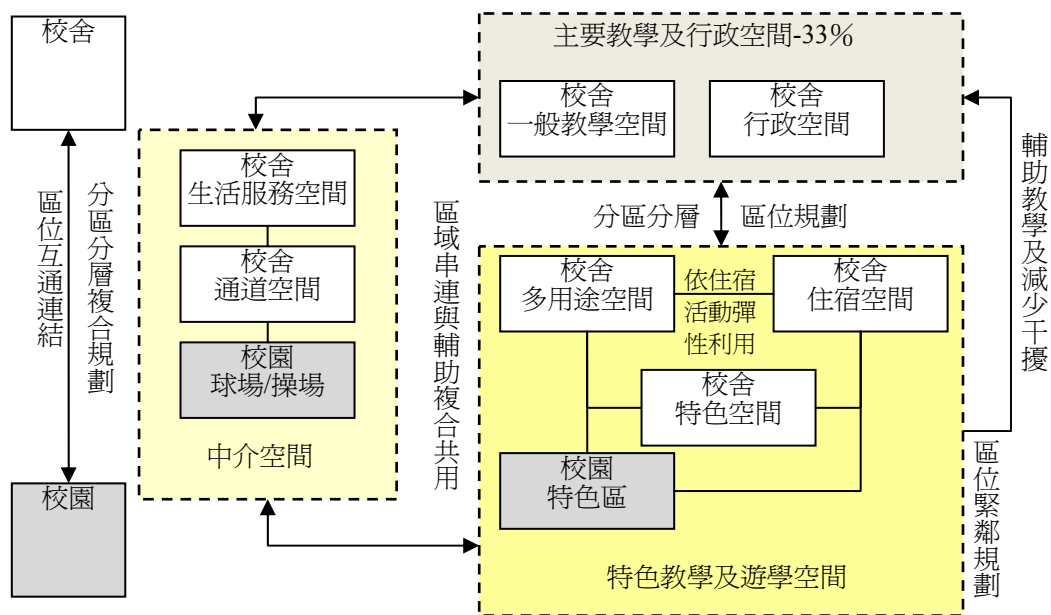 校舍
區位互通連結
分區分層複合規劃
校園
校舍
生活服務空間
校舍
通道空間
校園
球場/操場
中介空間
區域串連與輔助複合共用
主要教學及行政空間-33%
校舍
一般教學空間
校舍
行政空間
分區分層
區位規劃
校舍
多用途空間
依住宿
活動彈
性利用
校舍
住宿空間
校舍
特色空間
校園
特色區
特色教學及遊學空間
輔助教學及減少干擾
區位緊鄰規劃